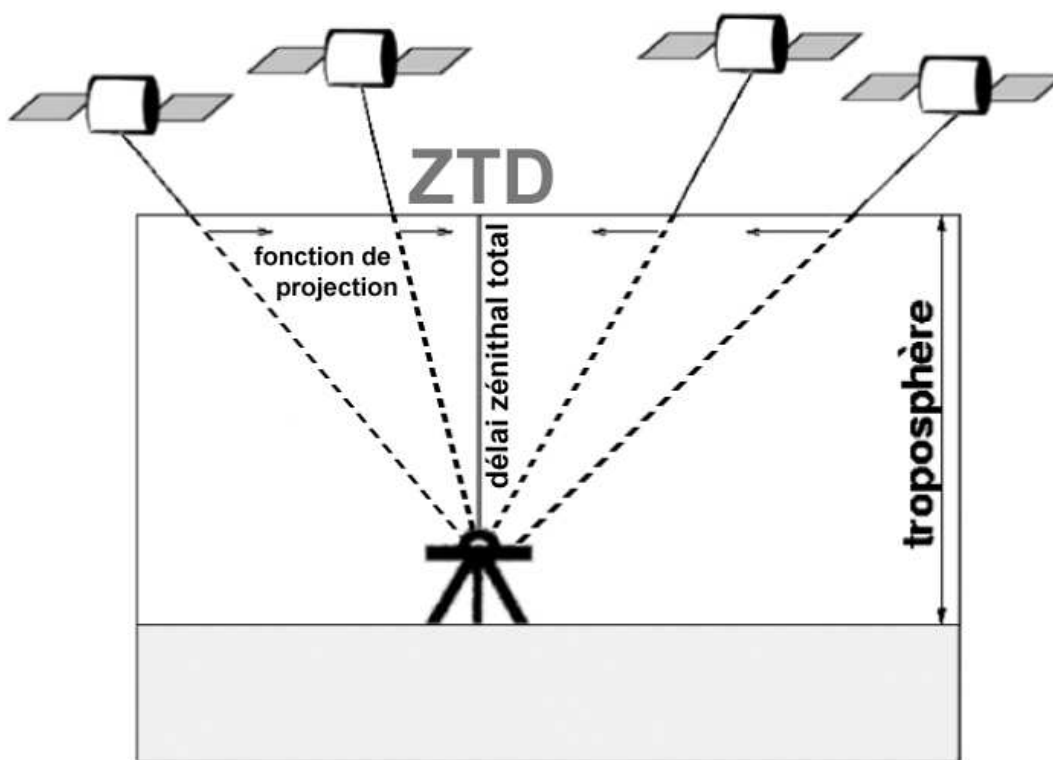 ZTD
fonction de
projection
délai zénithal total
troposphère